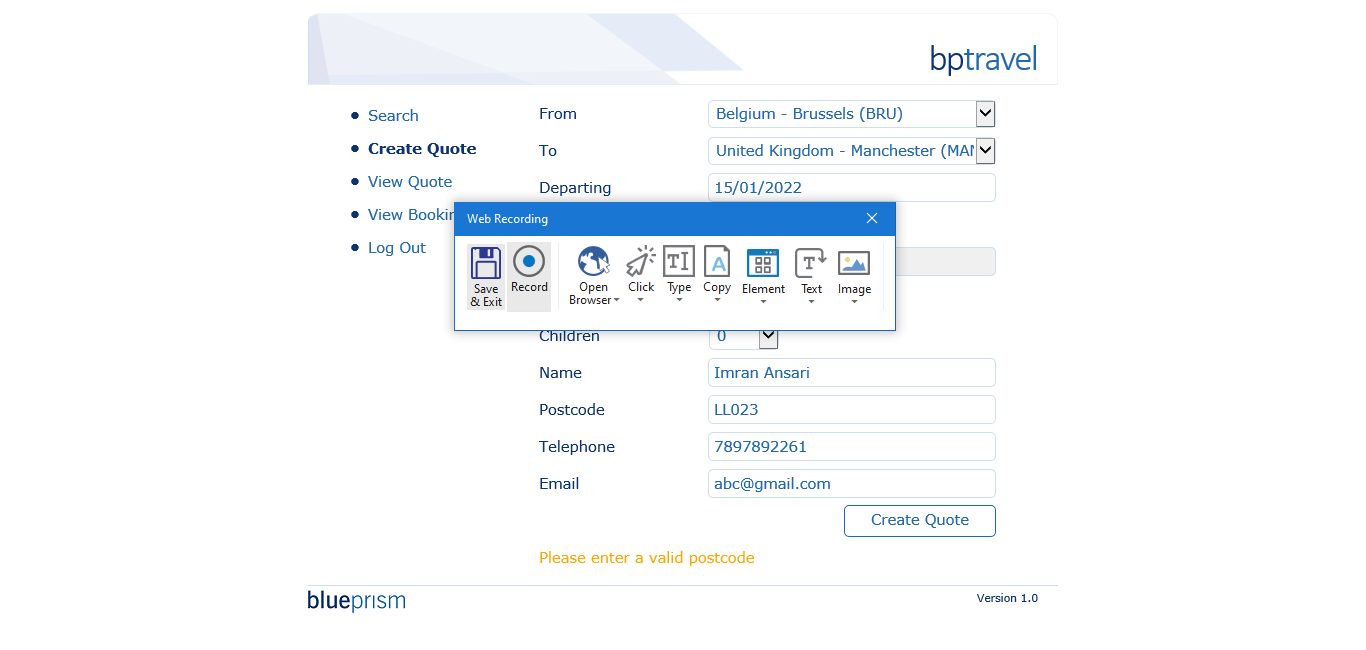 bptravel
Search
Create Quote
View Quote
View Bookin
Log Out
From
Belgium - Brussels (BRU)
To
United Kingdom - Manchester (MAN
Departing
15/01/2022
Web Recording
Save & Exit
Record
Open Browser
Click
Type
Copy
Element
Text
Image
Children
0
Name
Imran Ansari
Postcode
LL023
Telephone
7897892261
Email
abc@gmail.com
Create Quote
Please enter a valid postcode
blueprism
Version 1.0